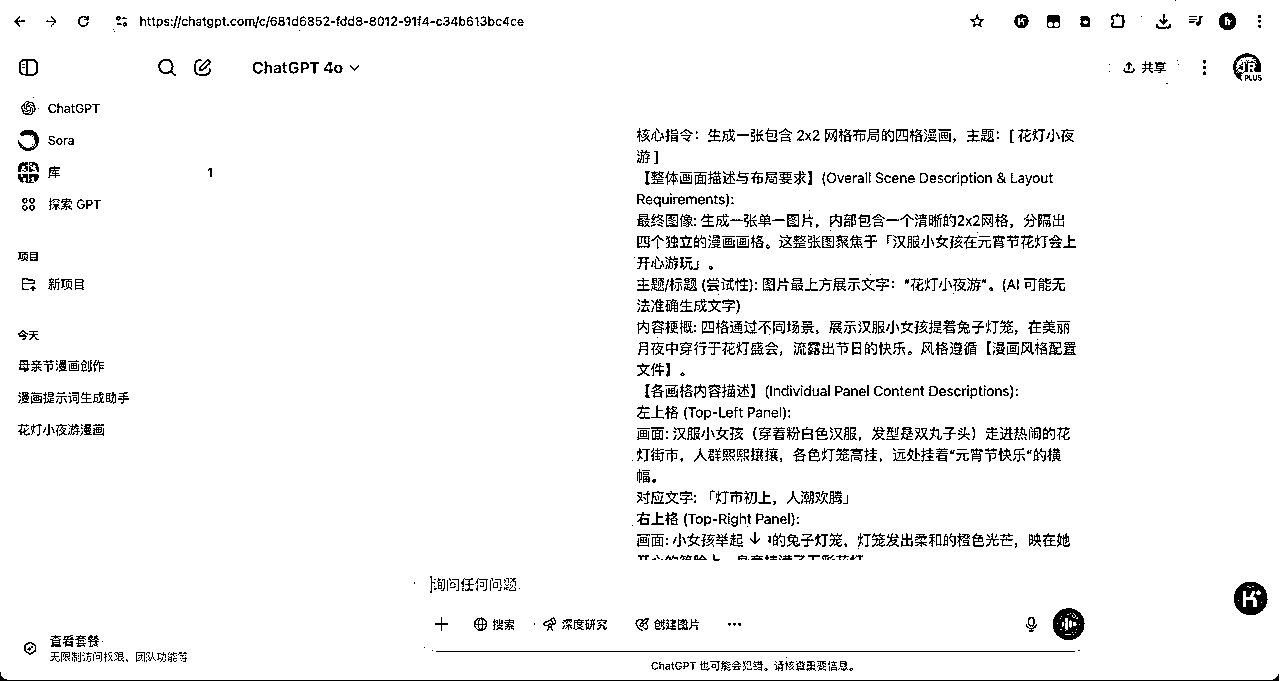 https://chatgpt.com/c/681d6852-fdd8-8012-91f4-c34b613bc4ce
ChatGPT 4o
共享
PLUS
ChatGPT
Sora
库 1
探索 GPT
项目
新项目
今天
母亲节漫画创作
漫画提示词生成助手
花灯小夜游漫画
核心指令：生成一张包含 2x2 网格布局的四格漫画，主题：[ 花灯小夜
游 ]
【整体画面描述与布局要求】(Overall Scene Description & Layout
Requirements):
最终图像: 生成一张单一图片，内部包含一个清晰的2x2网格，分隔出
四个独立的漫画画格。这整张图聚焦于「汉服小女孩在元宵节花灯会上
开心游玩」。
主题/标题 (尝试性): 图片最上方展示文字："花灯小夜游"。(AI 可能无
法准确生成文字)
内容梗概: 四格通过不同场景，展示汉服小女孩提着兔子灯笼，在美丽
月夜中穿行于花灯盛会，流露出节日的快乐。风格遵循【漫画风格配置
文件】。
【各画格内容描述】(Individual Panel Content Descriptions):
左上格 (Top-Left Panel):
画面: 汉服小女孩（穿着粉白色汉服，发型是双丸子头）走进热闹的花
灯街市，人群熙熙攘攘，各色灯笼高挂，远处挂着"元宵节快乐"的横
幅。
对应文字: 「灯市初上，人潮欢腾」
右上格 (Top-Right Panel):
画面: 小女孩举起 的兔子灯笼，灯笼发出柔和的橙色光芒，映在她
开心的笑脸上，身旁挂满了五彩花灯
询问任何问题
搜索
深度研究
创建图片
查看套餐
无限制访问权限、团队功能等
ChatGPT 也可能会犯错。请核查重要信息。